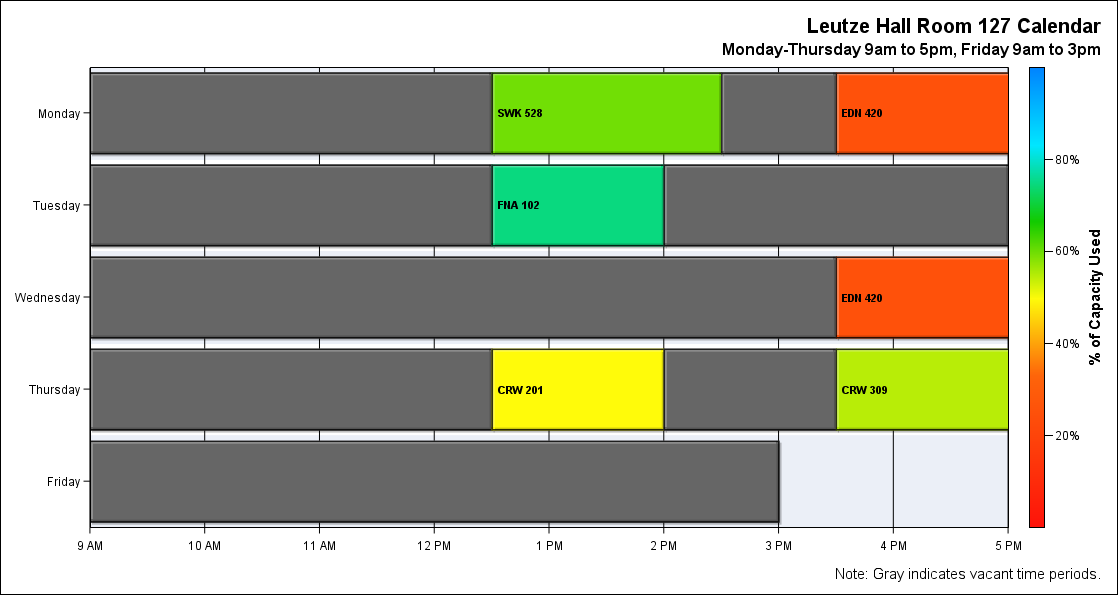 Leutze Hall Room 127 Calendar
Monday-Thursday 9am to 5pm, Friday 9am to 3pm
Monday
SWK 528
EDN 420
Tuesday
FNA 102
Wednesday
EDN 420
Thursday
CRW 201
CRW 309
Friday
9 AM
10 AM
11 AM
12 PM
1 PM
2 PM
3 PM
4 PM
5 PM
80%
60%
40%
20%
% of Capacity Used
Note: Gray indicates vacant time periods.